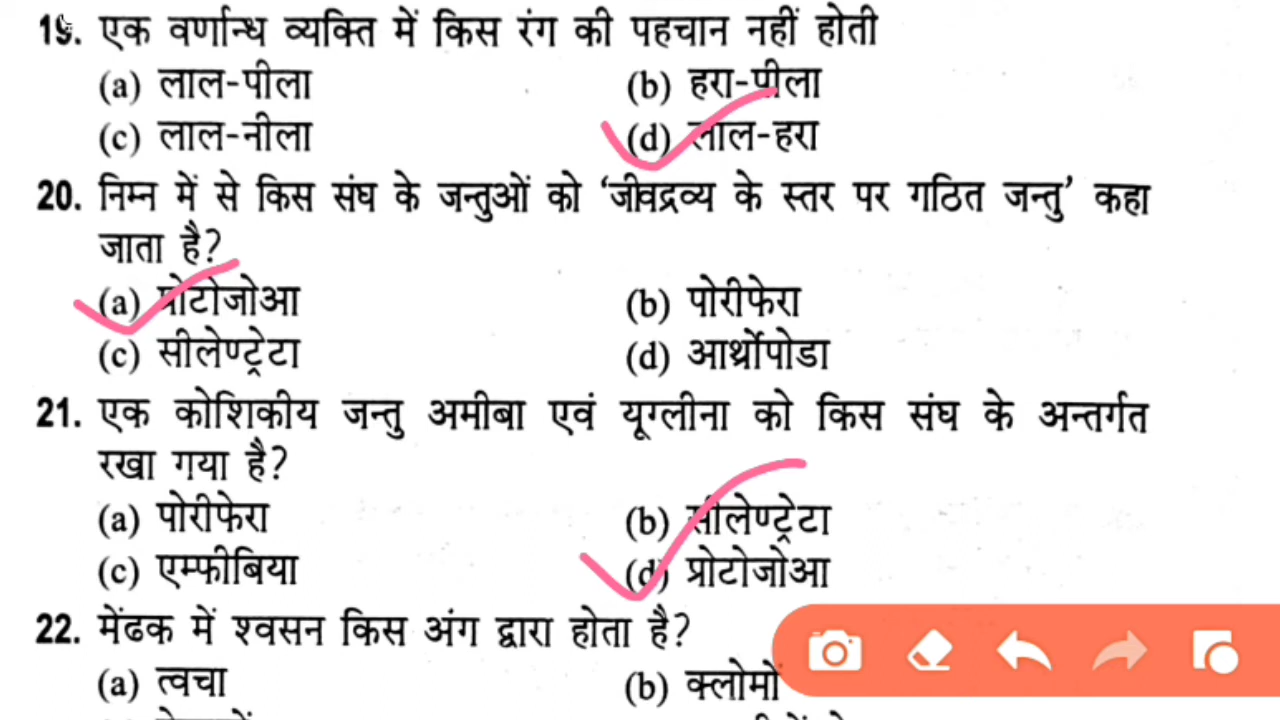 19. एक वर्णान्ध व्यक्ति में किस रंग की पहचान नहीं होती
(a) लाल-पीला (b) हरा-पीला
(c) लाल-नीला (d) लाल-हरा
20. निम्न में से किस संघ के जन्तुओं को ‘जीवद्रव्य के स्तर पर गठित जन्तु’ कहा
जाता है?
(a) प्रोटोजोआ (b) पोरीफेरा
(c) सीलेण्ट्रेटा (d) आर्थ्रोपोडा
21. एक कोशिकीय जन्तु अमीबा एवं यूग्लीना को किस संघ के अन्तर्गत
रखा गया है?
(a) पोरीफेरा (b) सीलेण्ट्रेटा
(c) एम्फीबिया (d) प्रोटोजोआ
22. मेंढक में श्वसन किस अंग द्वारा होता है?
(a) त्वचा (b) क्लोमों